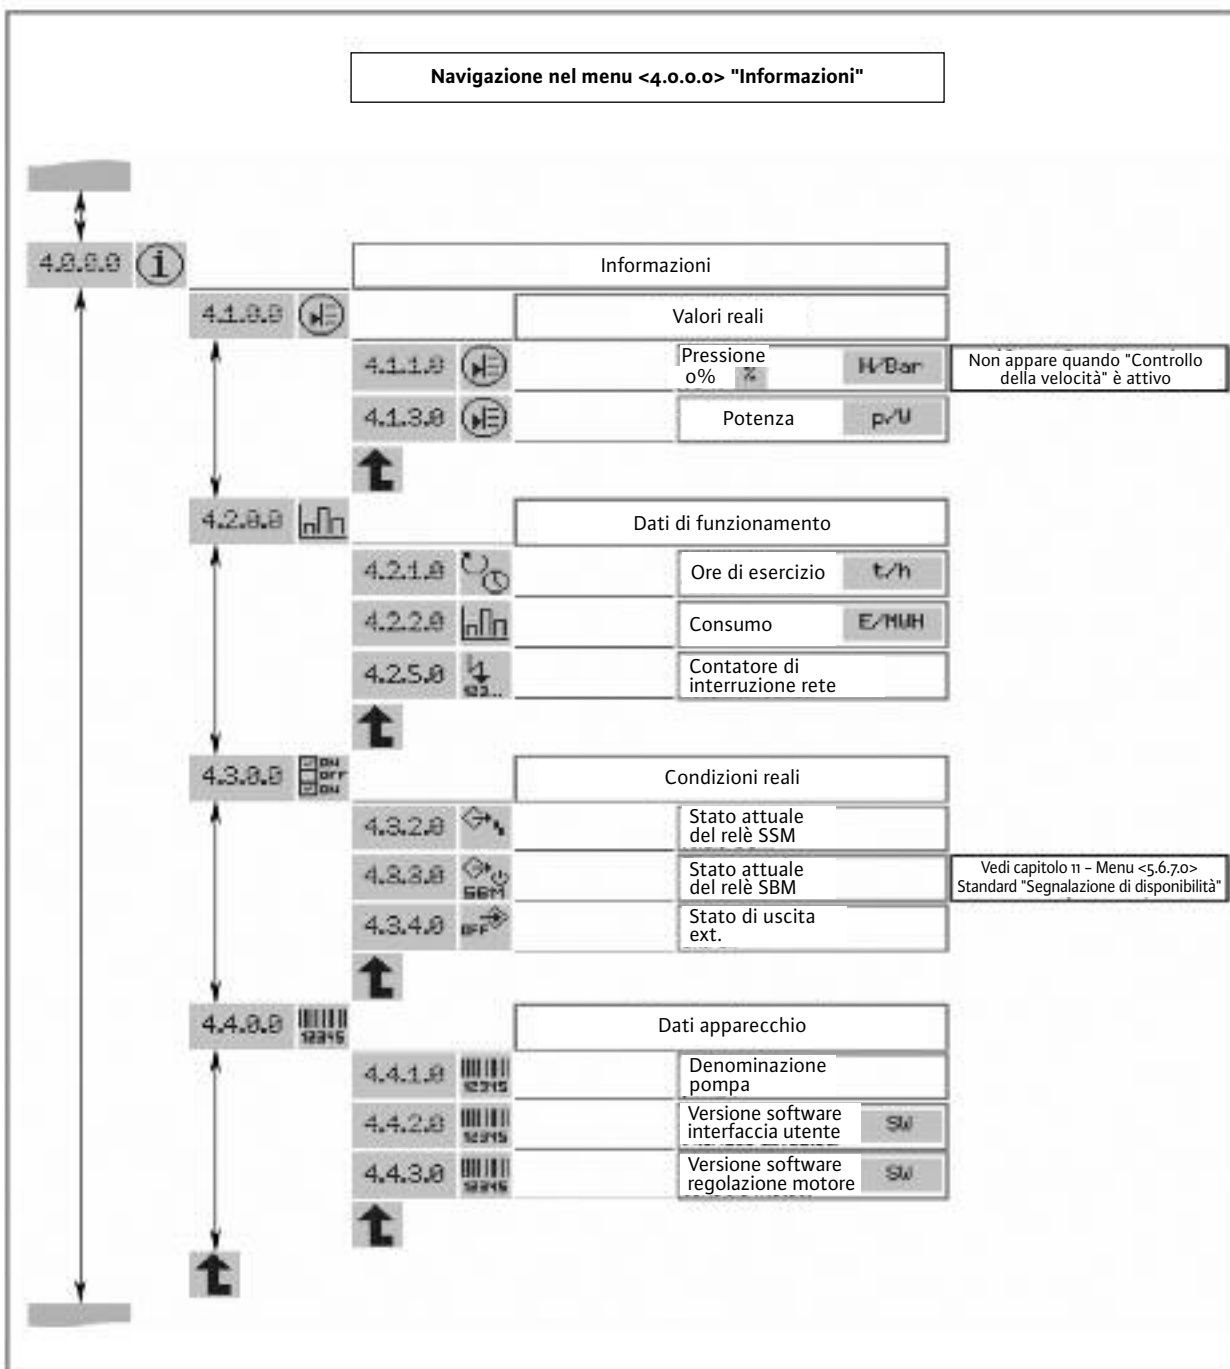 Navigazione nel menu <4.0.0.0> "Informazioni"
4.0.0.0 i Informazioni
4.1.0.0 Valori reali
4.1.1.0 Pressione
0% % H/Bar
Non appare quando "Controllo
della velocità" è attivo
4.1.3.0 Potenza p/W
4.2.0.0 Dati di funzionamento
4.2.1.0 Ore di esercizio t/h
4.2.2.0 Consumo E/MWH
4.2.5.0 123.. Contatore di
interruzione rete
4.3.0.0 ON
OFF
ON
Condizioni reali
4.3.2.0 Stato attuale
del relè SSM
4.3.3.0 SBM Stato attuale
del relè SBM
Vedi capitolo 11 – Menu <5.6.7.0>
Standard "Segnalazione di disponibilità"
4.3.4.0 OFF Stato di uscita
ext.
4.4.0.0 12345 Dati apparecchio
4.4.1.0 12345 Denominazione
pompa
4.4.2.0 12345 Versione software
interfaccia utente SW
4.4.3.0 12345 Versione software
regolazione motore SW